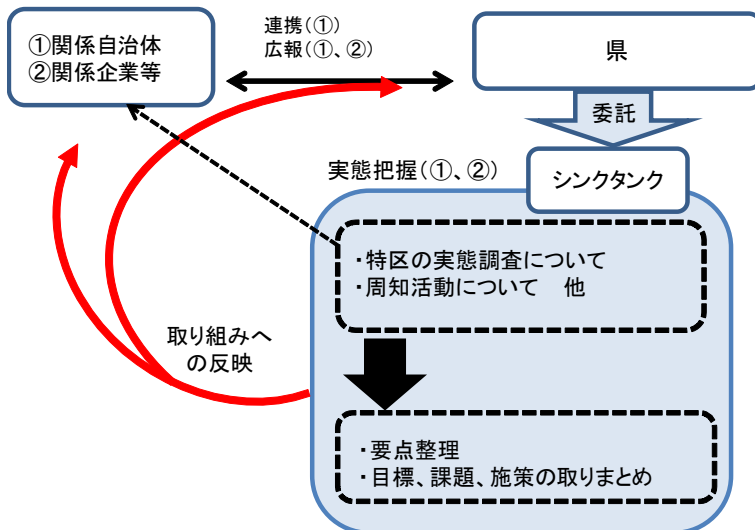 ①関係自治体
②関係企業等
連携(①)
広報(①、②)
県
委託
シンクタンク
実態把握(①、②)
・特区の実態調査について
・周知活動について　他
取り組みへ
の反映
・要点整理
・目標、課題、施策の取りまとめ